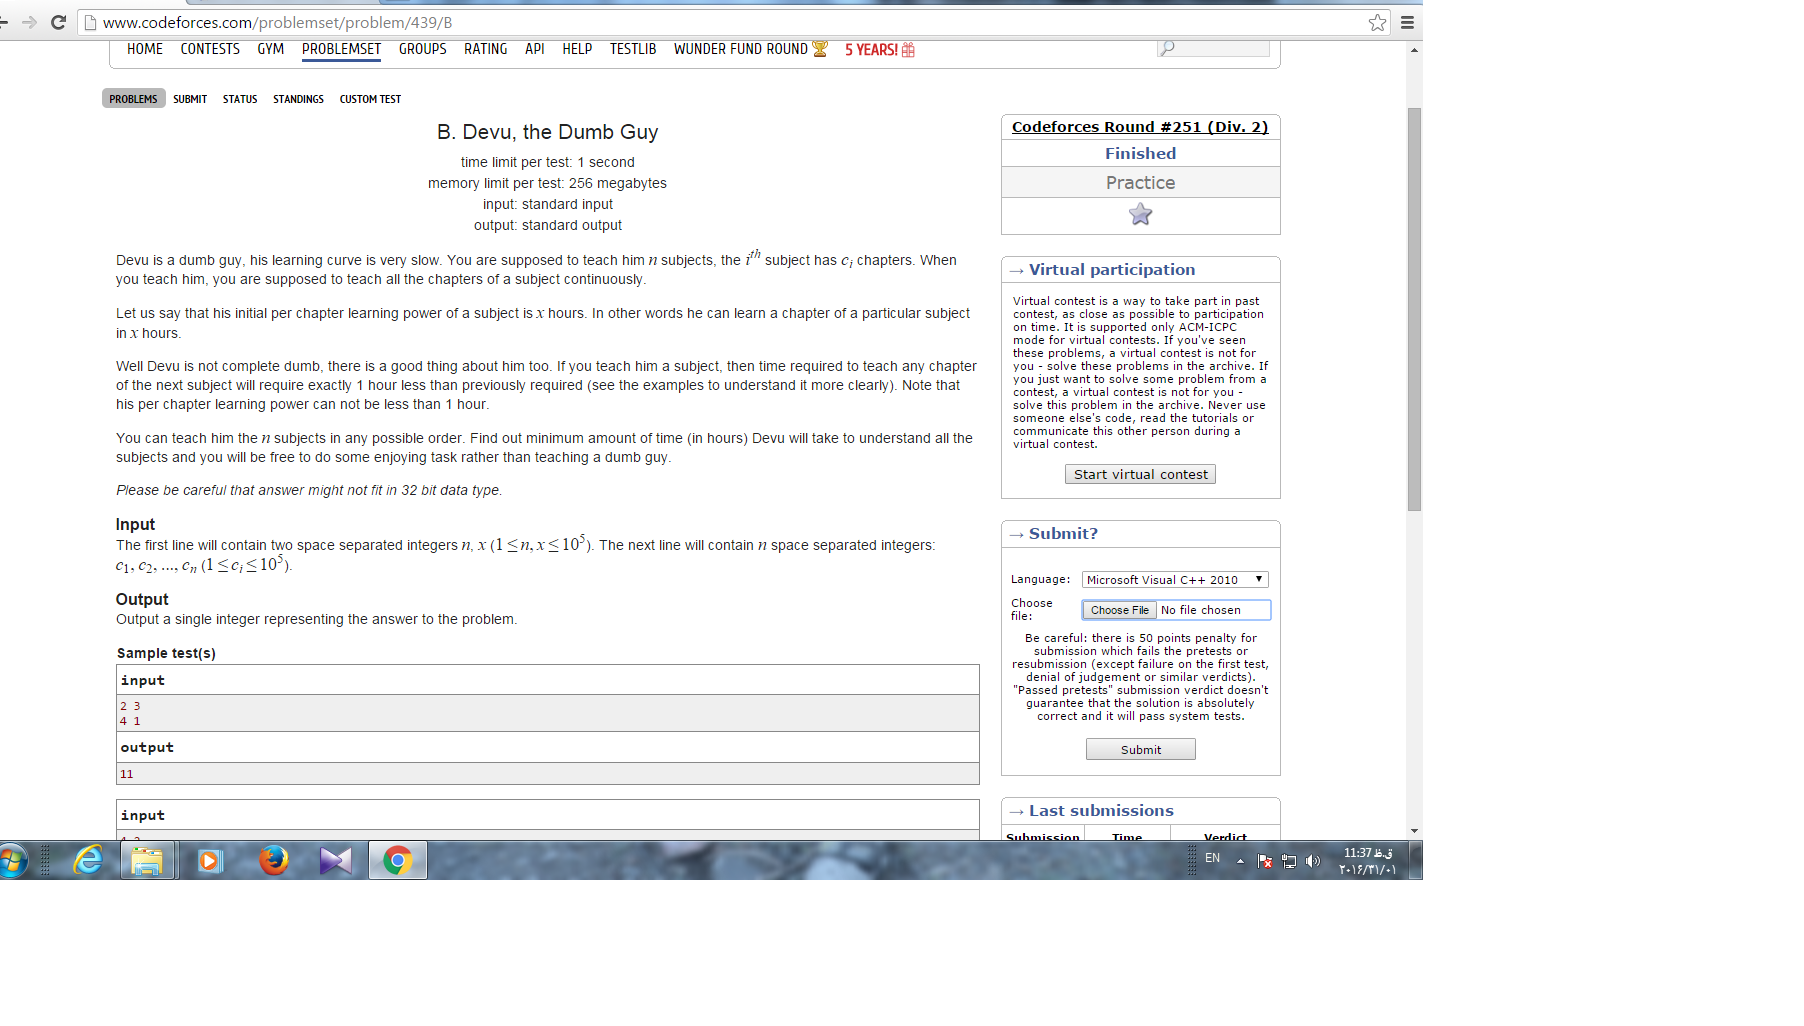 www.codeforces.com/problemset/problem/439/B
HOME CONTESTS GYM PROBLEMSET GROUPS RATING API HELP TESTLIB WUNDER FUND ROUND 5 YEARS!
PROBLEMS SUBMIT STATUS STANDINGS CUSTOM TEST
B. Devu, the Dumb Guy
time limit per test: 1 second
memory limit per test: 256 megabytes
input: standard input
output: standard output
Devu is a dumb guy, his learning curve is very slow. You are supposed to teach him n subjects, the i^th subject has c_i chapters. When
you teach him, you are supposed to teach all the chapters of a subject continuously.
Let us say that his initial per chapter learning power of a subject is x hours. In other words he can learn a chapter of a particular subject
in x hours.
Well Devu is not complete dumb, there is a good thing about him too. If you teach him a subject, then time required to teach any chapter
of the next subject will require exactly 1 hour less than previously required (see the examples to understand it more clearly). Note that
his per chapter learning power can not be less than 1 hour.
You can teach him the n subjects in any possible order. Find out minimum amount of time (in hours) Devu will take to understand all the
subjects and you will be free to do some enjoying task rather than teaching a dumb guy.
Please be careful that answer might not fit in 32 bit data type.
Input
The first line will contain two space separated integers n, x (1 ≤ n, x ≤ 10^5). The next line will contain n space separated integers:
c_1, c_2, ..., c_n (1 ≤ c_i ≤ 10^5).
Output
Output a single integer representing the answer to the problem.
Sample test(s)
input
2 3
4 1
output
11
input
Codeforces Round #251 (Div. 2)
Finished
Practice
→ Virtual participation
Virtual contest is a way to take part in past
contest, as close as possible to participation
on time. It is supported only ACM-ICPC
mode for virtual contests. If you've seen
these problems, a virtual contest is not for
you - solve these problems in the archive. If
you just want to solve some problem from a
contest, a virtual contest is not for you -
solve this problem in the archive. Never use
someone else's code, read the tutorials or
communicate this other person during a
virtual contest.
Start virtual contest
→ Submit?
Language: Microsoft Visual C++ 2010
Choose
file: Choose File No file chosen
Be careful: there is 50 points penalty for
submission which fails the pretests or
resubmission (except failure on the first test,
denial of judgement or similar verdicts).
"Passed pretests" submission verdict doesn't
guarantee that the solution is absolutely
correct and it will pass system tests.
Submit
→ Last submissions
Submission Time Verdict
EN
11:37 ق.ظ
۲۰۱۶/۳۱/۰۱